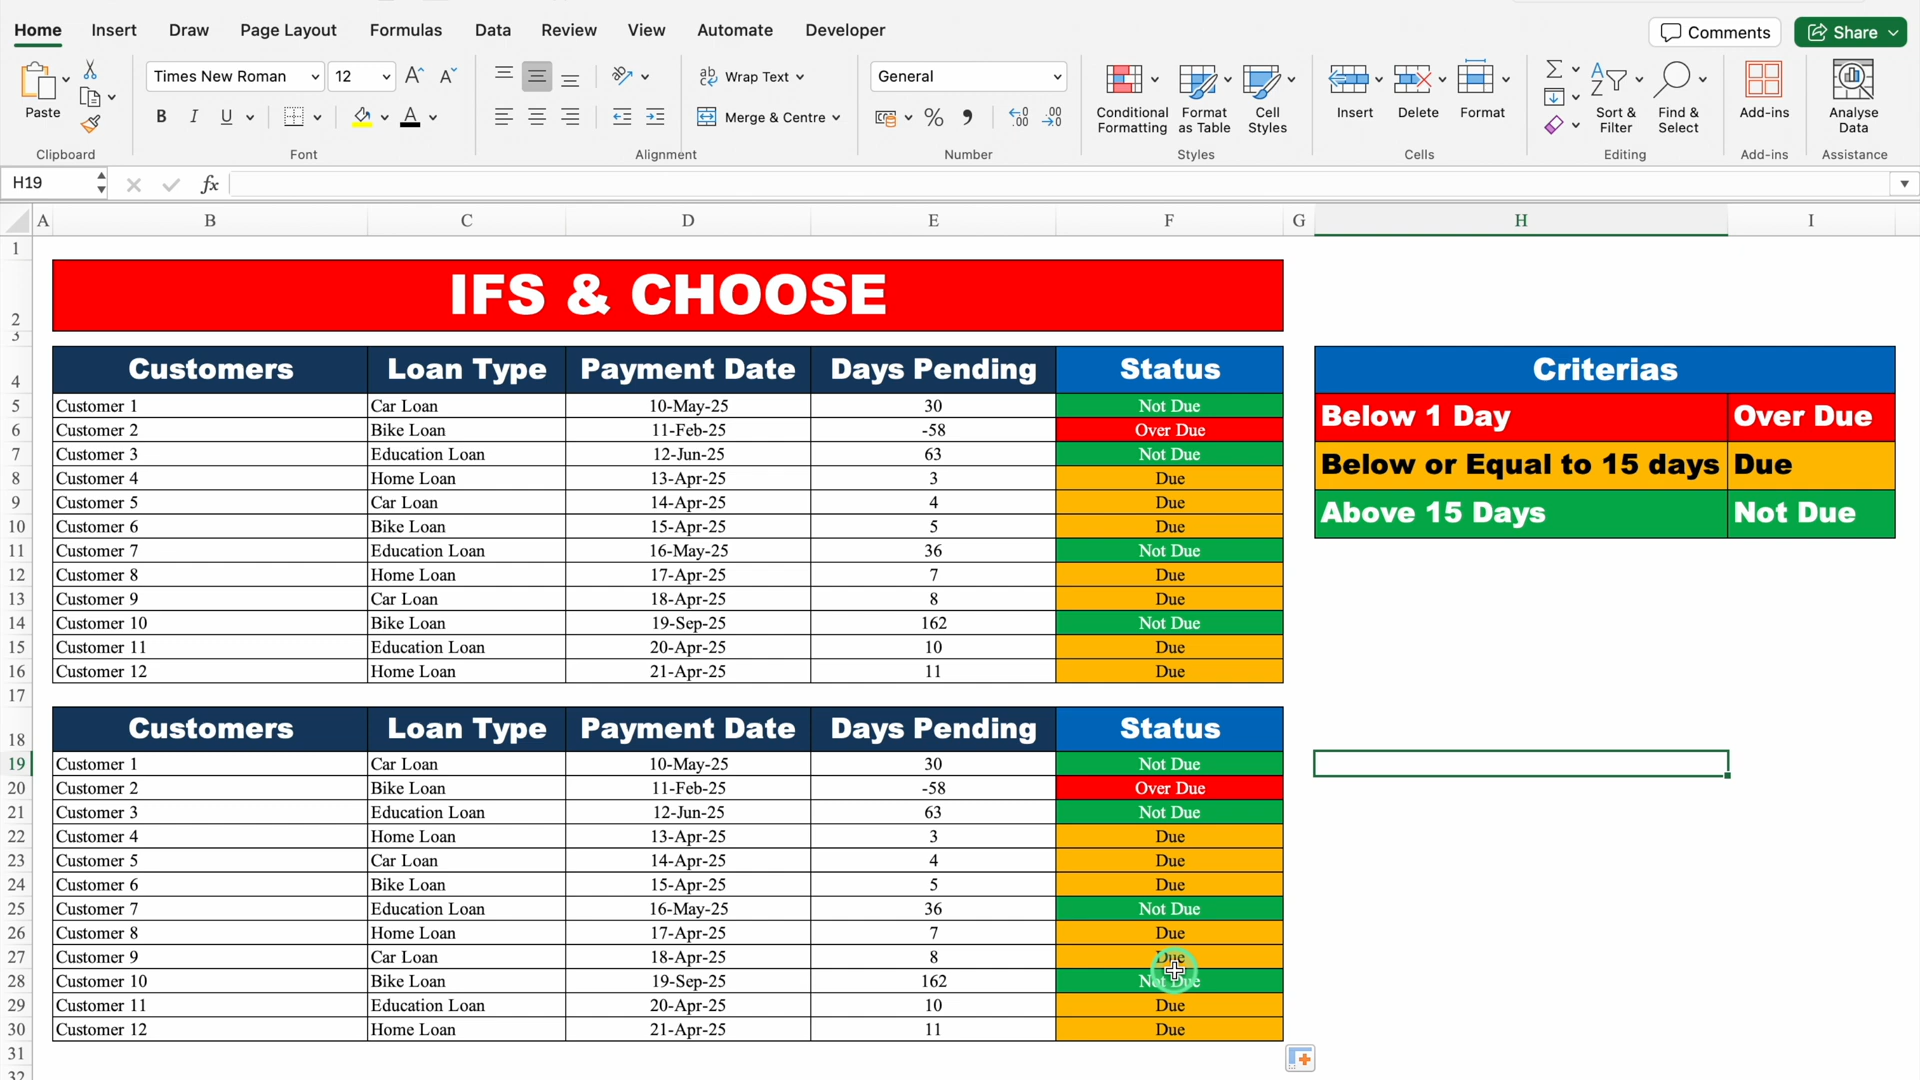 Home Insert Draw Page Layout Formulas Data Review View Automate Developer Comments Share
Paste
Clipboard
Times New Roman 12
B I U A
Font
Wrap Text
Merge & Centre
Alignment
General
% .00 .00
Number
Conditional Formatting
Format as Table
Cell Styles
Styles
Insert Delete Format
Cells
Sort & Filter
Find & Select
Editing
Add-ins
Add-ins
Analyse Data
Assistance
H19 fx
A B C D E F G H I
1
2 IFS & CHOOSE
3
4 Customers Loan Type Payment Date Days Pending Status Criterias
5 Customer 1 Car Loan 10-May-25 30 Not Due
Below 1 Day Over Due
6 Customer 2 Bike Loan 11-Feb-25 -58 Over Due
7 Customer 3 Education Loan 12-Jun-25 63 Not Due
Below or Equal to 15 days Due
8 Customer 4 Home Loan 13-Apr-25 3 Due
9 Customer 5 Car Loan 14-Apr-25 4 Due
Above 15 Days Not Due
10 Customer 6 Bike Loan 15-Apr-25 5 Due
11 Customer 7 Education Loan 16-May-25 36 Not Due
12 Customer 8 Home Loan 17-Apr-25 7 Due
13 Customer 9 Car Loan 18-Apr-25 8 Due
14 Customer 10 Bike Loan 19-Sep-25 162 Not Due
15 Customer 11 Education Loan 20-Apr-25 10 Due
16 Customer 12 Home Loan 21-Apr-25 11 Due
17
18 Customers Loan Type Payment Date Days Pending Status
19 Customer 1 Car Loan 10-May-25 30 Not Due
20 Customer 2 Bike Loan 11-Feb-25 -58 Over Due
21 Customer 3 Education Loan 12-Jun-25 63 Not Due
22 Customer 4 Home Loan 13-Apr-25 3 Due
23 Customer 5 Car Loan 14-Apr-25 4 Due
24 Customer 6 Bike Loan 15-Apr-25 5 Due
25 Customer 7 Education Loan 16-May-25 36 Not Due
26 Customer 8 Home Loan 17-Apr-25 7 Due
27 Customer 9 Car Loan 18-Apr-25 8 Due
28 Customer 10 Bike Loan 19-Sep-25 162 Not Due
29 Customer 11 Education Loan 20-Apr-25 10 Due
30 Customer 12 Home Loan 21-Apr-25 11 Due
31
32